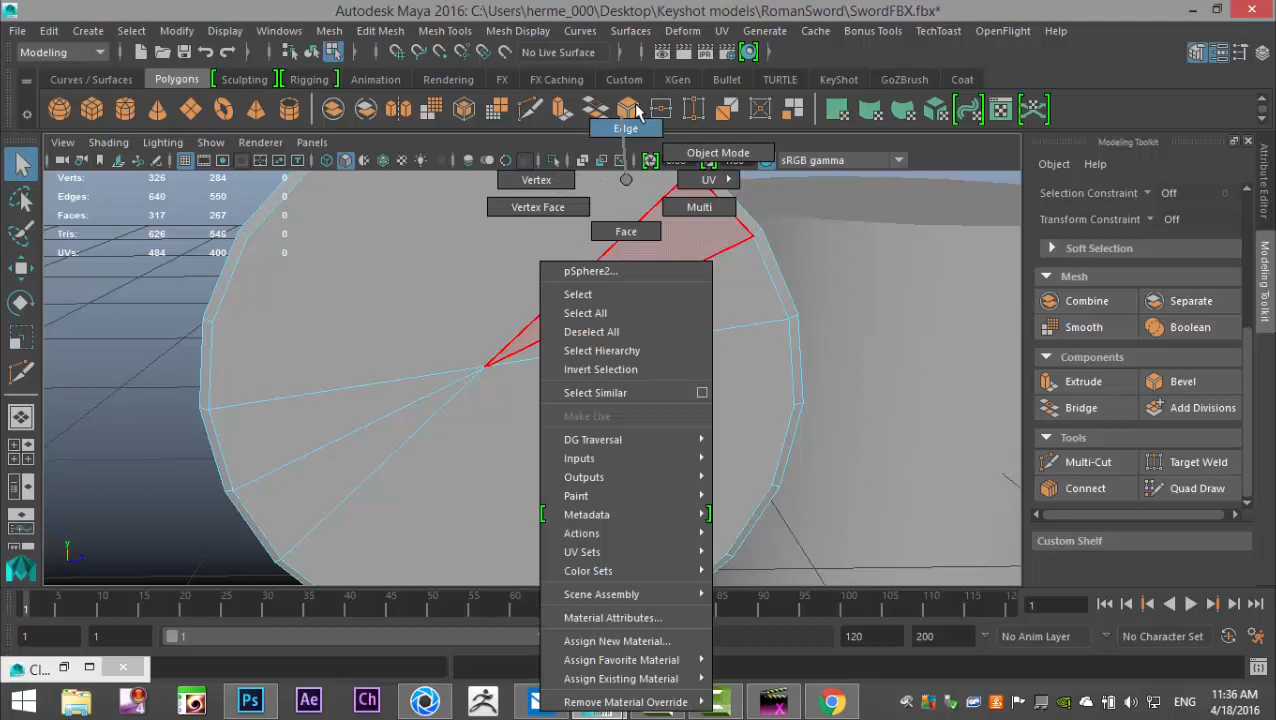 Autodesk Maya 2016: C:\Users\herme_000\Desktop\Keyshot models\RomanSword\SwordFBX.fbx*
File Edit Create Select Modify Display Windows Mesh Edit Mesh Mesh Tools Mesh Display Curves Surfaces Deform UV Generate Cache Bonus Tools TechToast OpenFlight Help
Modeling No Live Surface
Curves / Surfaces Polygons Sculpting Rigging Animation Rendering FX FX Caching Custom XGen Bullet TURTLE KeyShot GoZBrush Coat
View Shading Lighting Show Renderer Panels
Modeling Toolkit
sRGB gamma
Object Help
Edge
Object Mode
Vertex UV
Vertex Face Multi
Face
Verts: 326 284 0
Edges: 640 550 0
Faces: 317 267 0
Tris: 626 546 0
UVs: 484 400 0
Selection Constraint Off
Transform Constraint Off
Soft Selection
Mesh
Combine Separate
Smooth Boolean
Components
Extrude Bevel
Bridge Add Divisions
Tools
Multi-Cut Target Weld
Connect Quad Draw
Custom Shelf
Modeling Toolkit
pSphere2...
Select
Select All
Deselect All
Select Hierarchy
Invert Selection
Select Similar
Make Live
DG Traversal
Inputs
Outputs
Paint
Metadata
Actions
UV Sets
Color Sets
Scene Assembly
Material Attributes...
Assign New Material...
Assign Favorite Material
Assign Existing Material
Remove Material Override
y
z
1 5 10 15 20 25 30 35 40 45 50 55 60 85 90 95 100 105 110 115 12 1
1 1 1 120 200 No Anim Layer No Character Set
Cl...
Ps Ae Ch
ENG 11:36 AM
4/18/2016